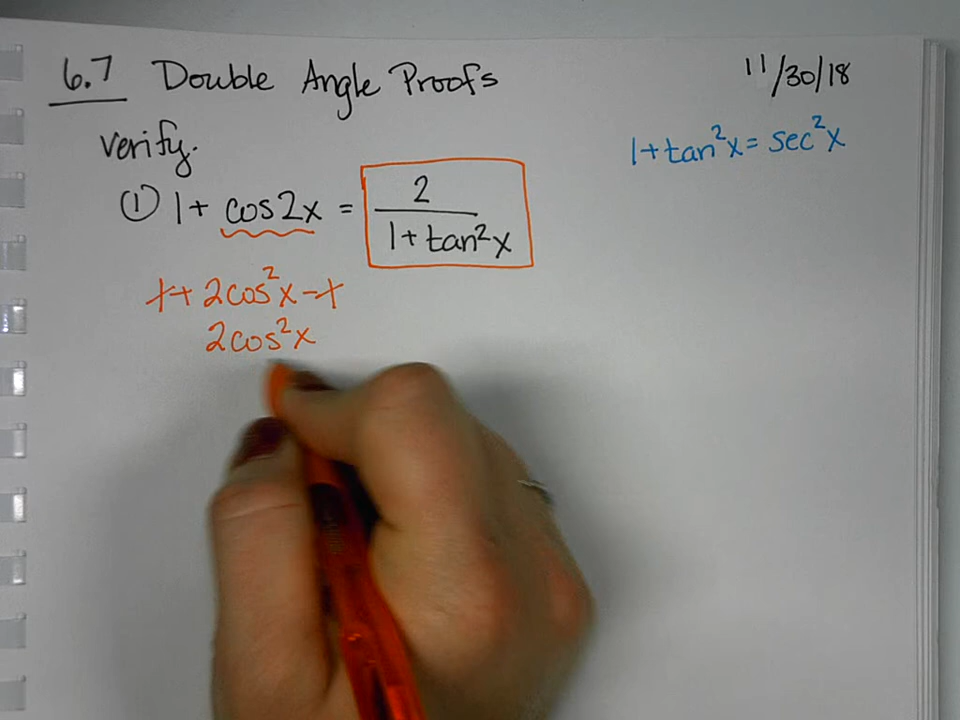 6.7 Double Angle Proofs 11/30/18
verify. 1+tan²x = sec²x
① 1 + cos2x = 2 / 1 + tan²x
1 + 2cos²x - 1
2cos²x